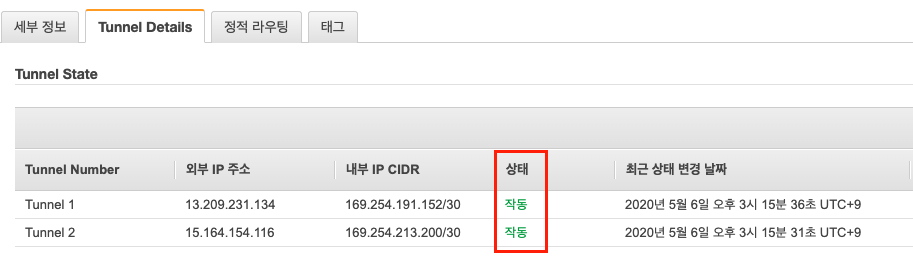 세부 정보 Tunnel Details 정적 라우팅 태그
Tunnel State
Tunnel Number 외부 IP 주소 내부 IP CIDR 상태 최근 상태 변경 날짜
Tunnel 1 13.209.231.134 169.254.191.152/30 작동 2020년 5월 6일 오후 3시 15분 36초 UTC+9
Tunnel 2 15.164.154.116 169.254.213.200/30 작동 2020년 5월 6일 오후 3시 15분 31초 UTC+9